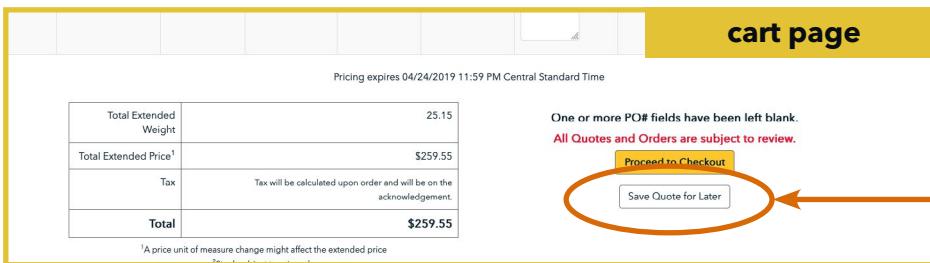 cart page
Pricing expires 04/24/2019 11:59 PM Central Standard Time
Total Extended Weight 25.15
Total Extended Price¹ $259.55
Tax Tax will be calculated upon order and will be on the acknowledgement.
Total $259.55
¹A price unit of measure change might affect the extended price
One or more PO# fields have been left blank.
All Quotes and Orders are subject to review.
Proceed to Checkout
Save Quote for Later